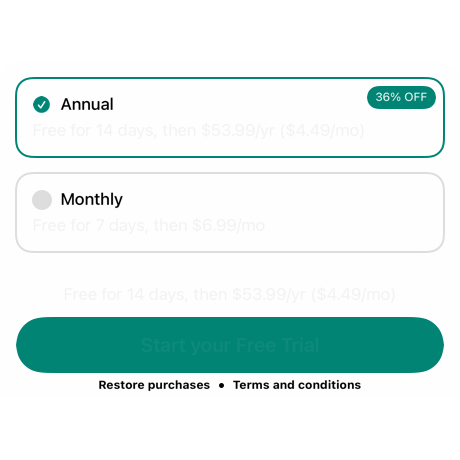 36% OFF
Annual
Free for 14 days, then $53.99/yr ($4.49/mo)
Monthly
Free for 7 days, then $6.99/mo
Free for 14 days, then $53.99/yr ($4.49/mo)
Start your Free Trial
Restore purchases • Terms and conditions